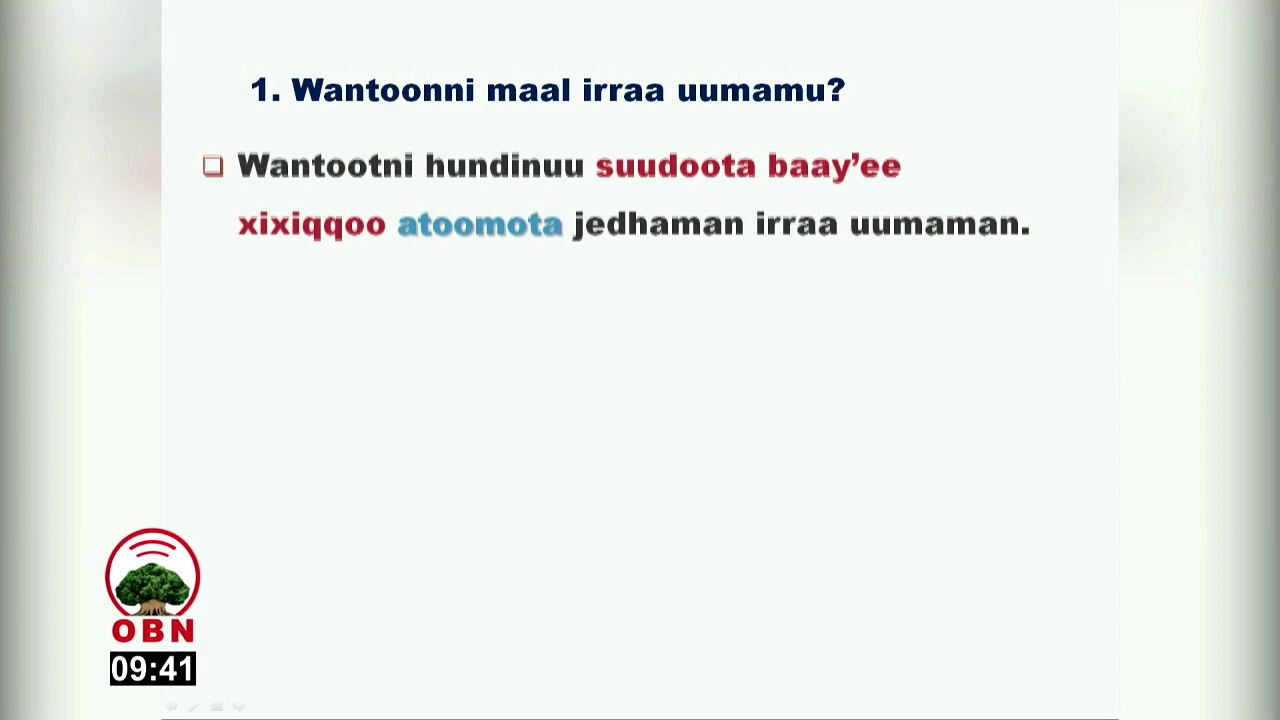 1. Wantoonni maal irraa uumamu?
Wantootni hundinuu suudoota baay’ee
xixiqqoo atoomota jedhaman irraa uumaman.
OBN
09:41